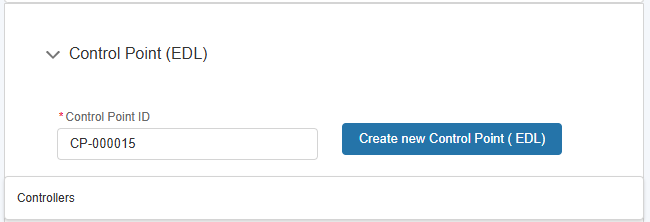 Control Point (EDL)
* Control Point ID
CP-000015
Create new Control Point ( EDL)
Controllers